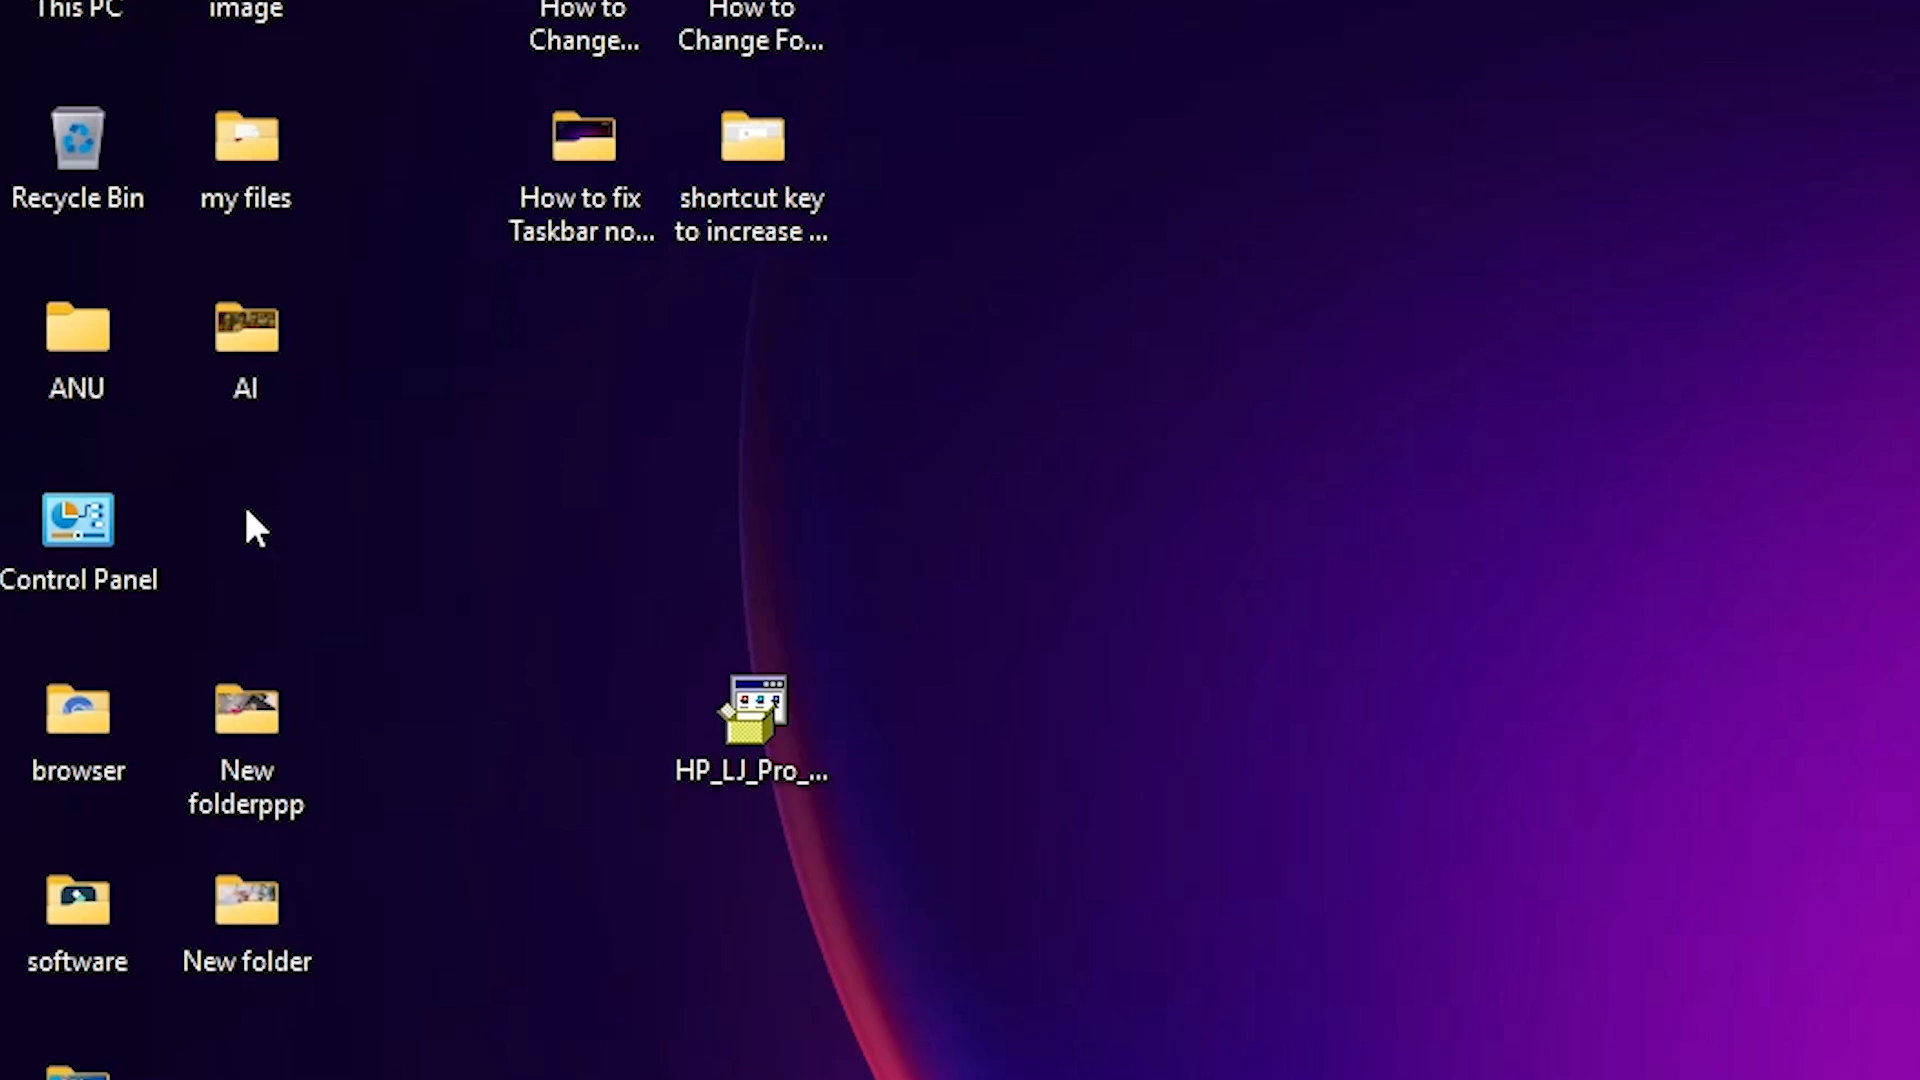 This PC
image
How to
Change...
How to
Change Fo...
Recycle Bin
my files
How to fix
Taskbar no...
shortcut key
to increase ...
ANU
AI
Control Panel
browser
New
folderppp
HP_LJ_Pro_...
software
New folder